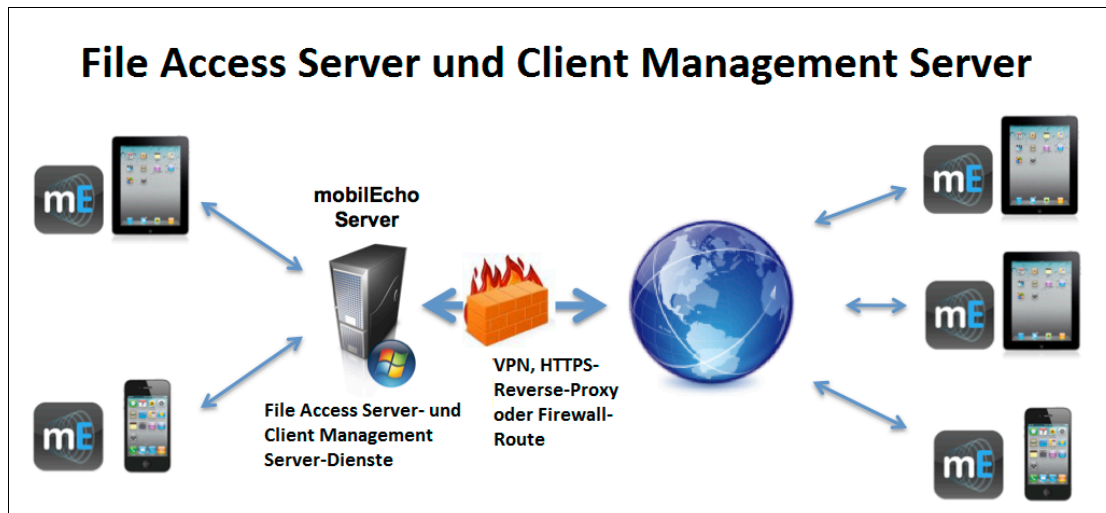 File Access Server und Client Management Server
mE
mobilEcho
Server
mE
mE
mE
mE
VPN, HTTPS-
Reverse-Proxy
oder Firewall-
Route
File Access Server- und
Client Management
Server-Dienste